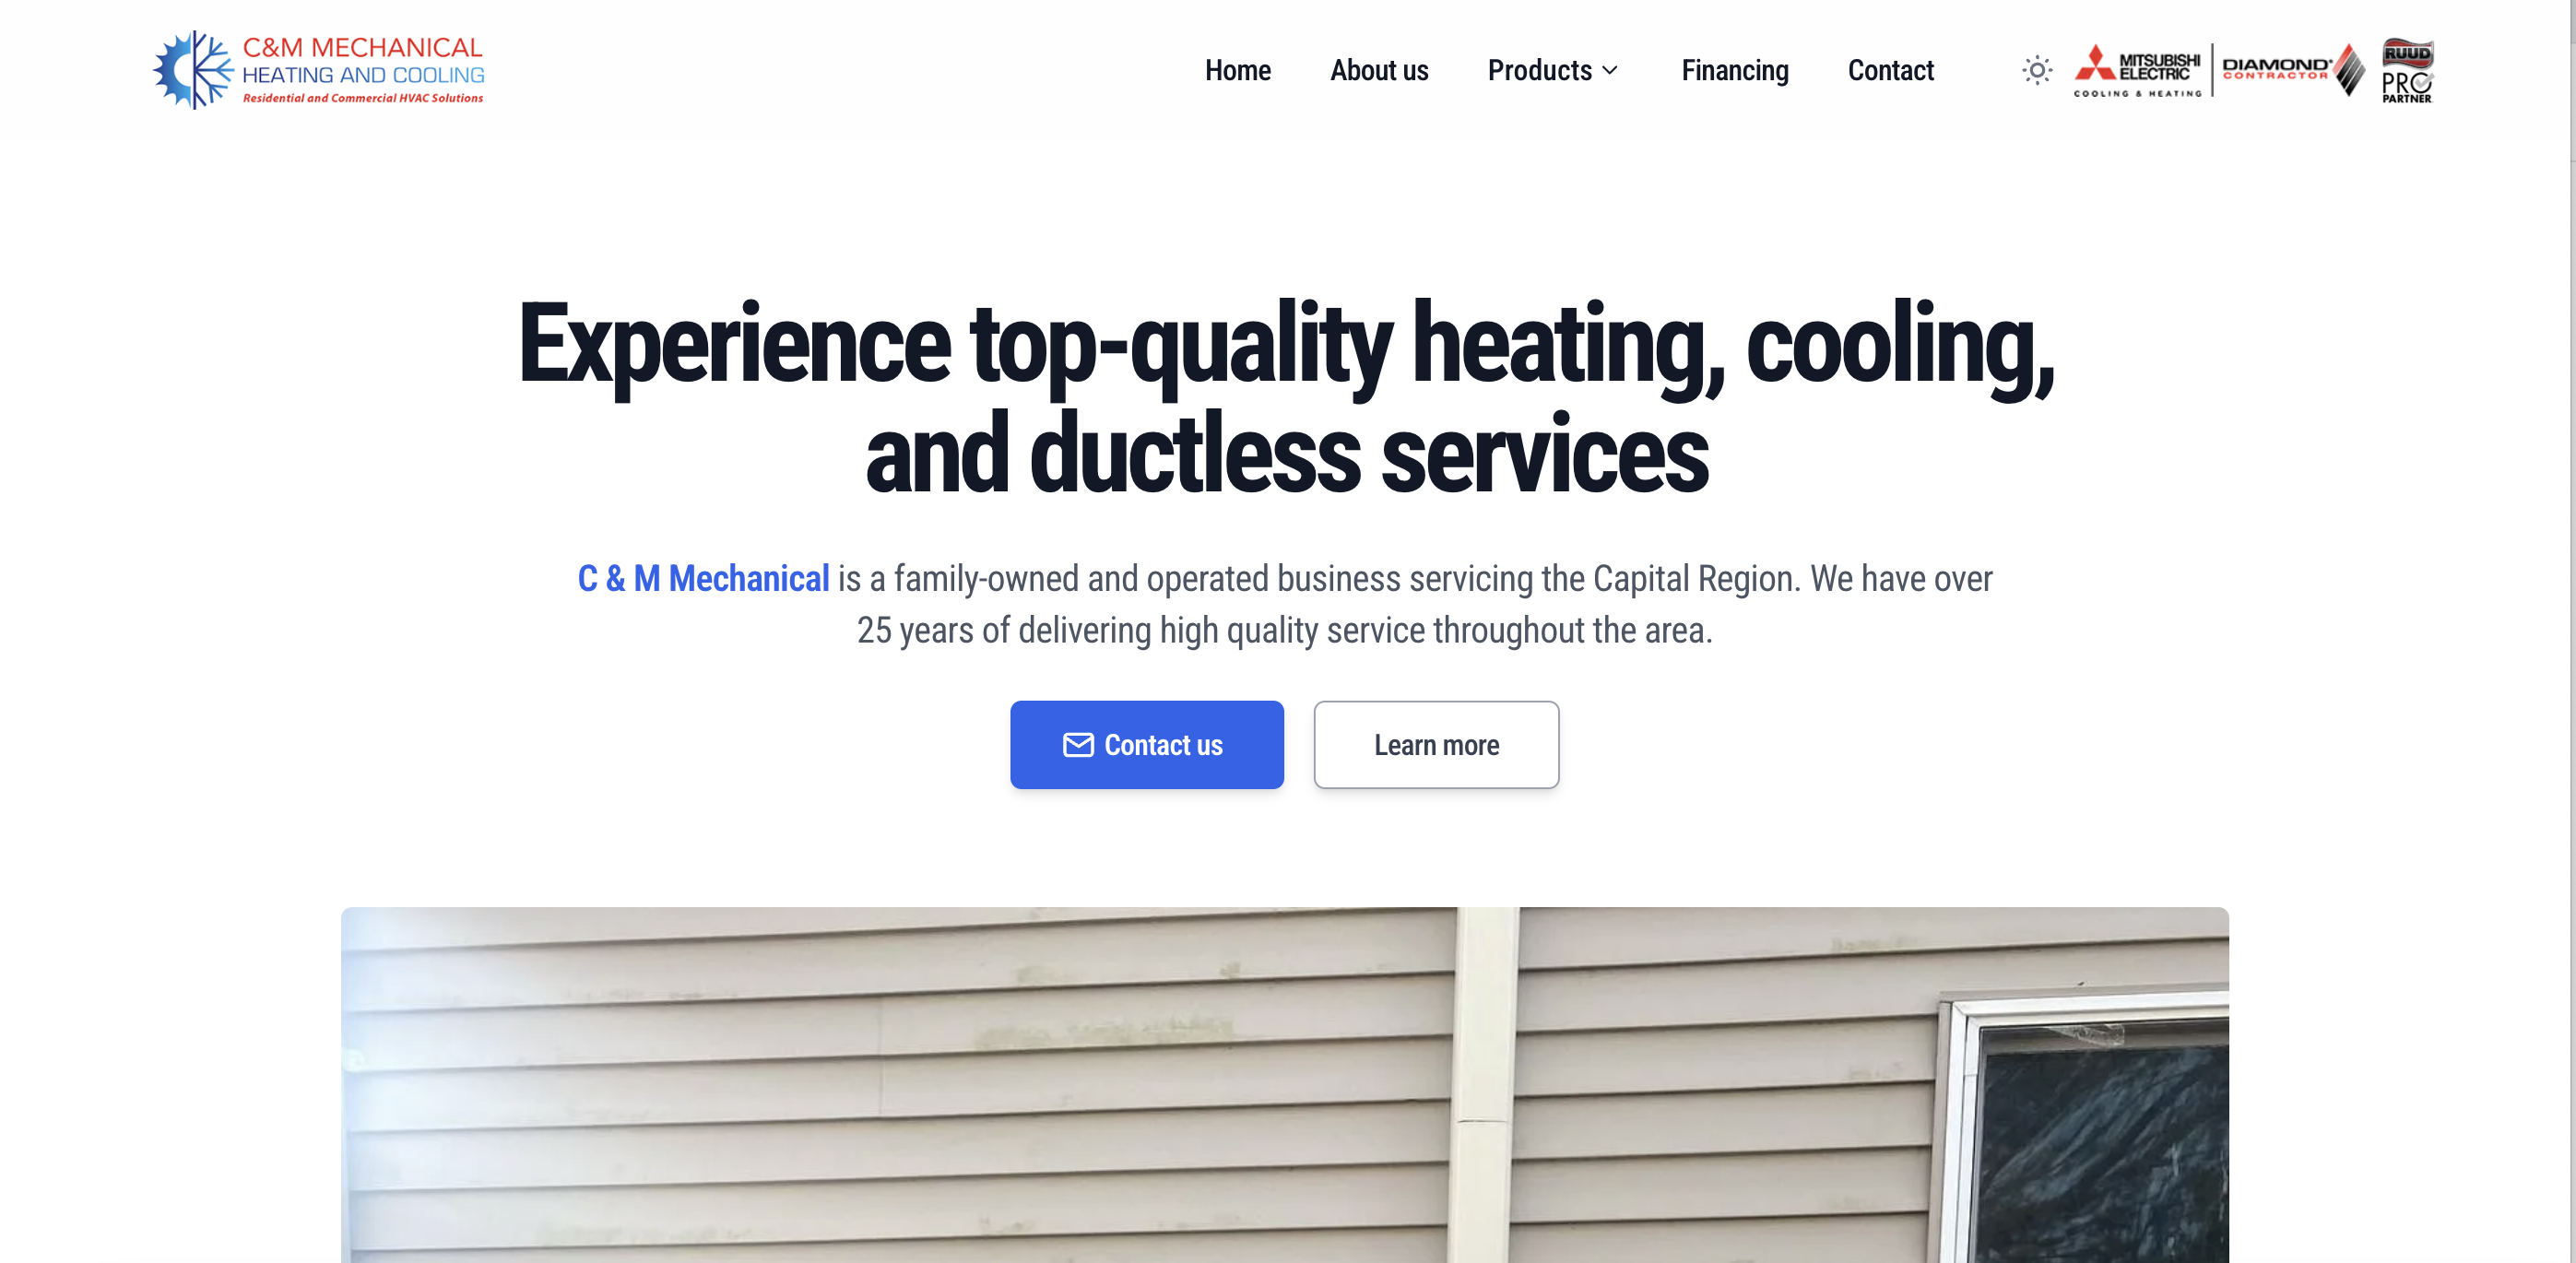 C&M MECHANICAL
HEATING AND COOLING
Residential and Commercial HVAC Solutions
Home
About us
Products
Financing
Contact
MITSUBISHI
ELECTRIC
COOLING & HEATING
DIAMOND
CONTRACTOR
RUUD
PRO
PARTNER
Experience top-quality heating, cooling,
and ductless services
C & M Mechanical is a family-owned and operated business servicing the Capital Region. We have over
25 years of delivering high quality service throughout the area.
Contact us
Learn more